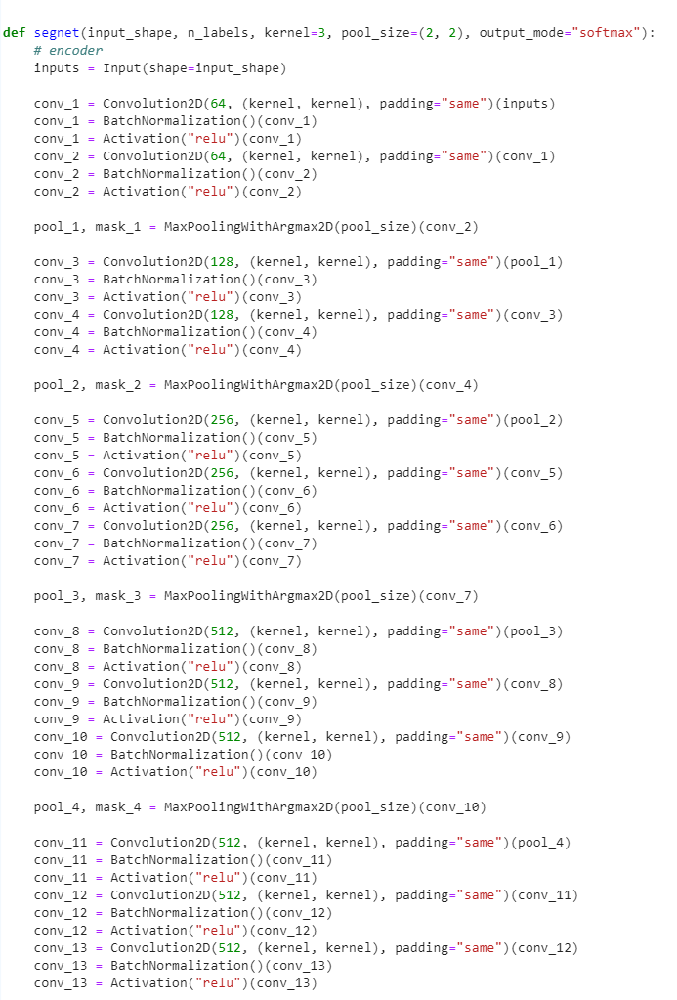 def segnet(input_shape, n_labels, kernel=3, pool_size=(2, 2), output_mode="softmax"):
    # encoder
    inputs = Input(shape=input_shape)

    conv_1 = Convolution2D(64, (kernel, kernel), padding="same")(inputs)
    conv_1 = BatchNormalization()(conv_1)
    conv_1 = Activation("relu")(conv_1)
    conv_2 = Convolution2D(64, (kernel, kernel), padding="same")(conv_1)
    conv_2 = BatchNormalization()(conv_2)
    conv_2 = Activation("relu")(conv_2)

    pool_1, mask_1 = MaxPoolingWithArgmax2D(pool_size)(conv_2)

    conv_3 = Convolution2D(128, (kernel, kernel), padding="same")(pool_1)
    conv_3 = BatchNormalization()(conv_3)
    conv_3 = Activation("relu")(conv_3)
    conv_4 = Convolution2D(128, (kernel, kernel), padding="same")(conv_3)
    conv_4 = BatchNormalization()(conv_4)
    conv_4 = Activation("relu")(conv_4)

    pool_2, mask_2 = MaxPoolingWithArgmax2D(pool_size)(conv_4)

    conv_5 = Convolution2D(256, (kernel, kernel), padding="same")(pool_2)
    conv_5 = BatchNormalization()(conv_5)
    conv_5 = Activation("relu")(conv_5)
    conv_6 = Convolution2D(256, (kernel, kernel), padding="same")(conv_5)
    conv_6 = BatchNormalization()(conv_6)
    conv_6 = Activation("relu")(conv_6)
    conv_7 = Convolution2D(256, (kernel, kernel), padding="same")(conv_6)
    conv_7 = BatchNormalization()(conv_7)
    conv_7 = Activation("relu")(conv_7)

    pool_3, mask_3 = MaxPoolingWithArgmax2D(pool_size)(conv_7)

    conv_8 = Convolution2D(512, (kernel, kernel), padding="same")(pool_3)
    conv_8 = BatchNormalization()(conv_8)
    conv_8 = Activation("relu")(conv_8)
    conv_9 = Convolution2D(512, (kernel, kernel), padding="same")(conv_8)
    conv_9 = BatchNormalization()(conv_9)
    conv_9 = Activation("relu")(conv_9)
    conv_10 = Convolution2D(512, (kernel, kernel), padding="same")(conv_9)
    conv_10 = BatchNormalization()(conv_10)
    conv_10 = Activation("relu")(conv_10)

    pool_4, mask_4 = MaxPoolingWithArgmax2D(pool_size)(conv_10)

    conv_11 = Convolution2D(512, (kernel, kernel), padding="same")(pool_4)
    conv_11 = BatchNormalization()(conv_11)
    conv_11 = Activation("relu")(conv_11)
    conv_12 = Convolution2D(512, (kernel, kernel), padding="same")(conv_11)
    conv_12 = BatchNormalization()(conv_12)
    conv_12 = Activation("relu")(conv_12)
    conv_13 = Convolution2D(512, (kernel, kernel), padding="same")(conv_12)
    conv_13 = BatchNormalization()(conv_13)
    conv_13 = Activation("relu")(conv_13)